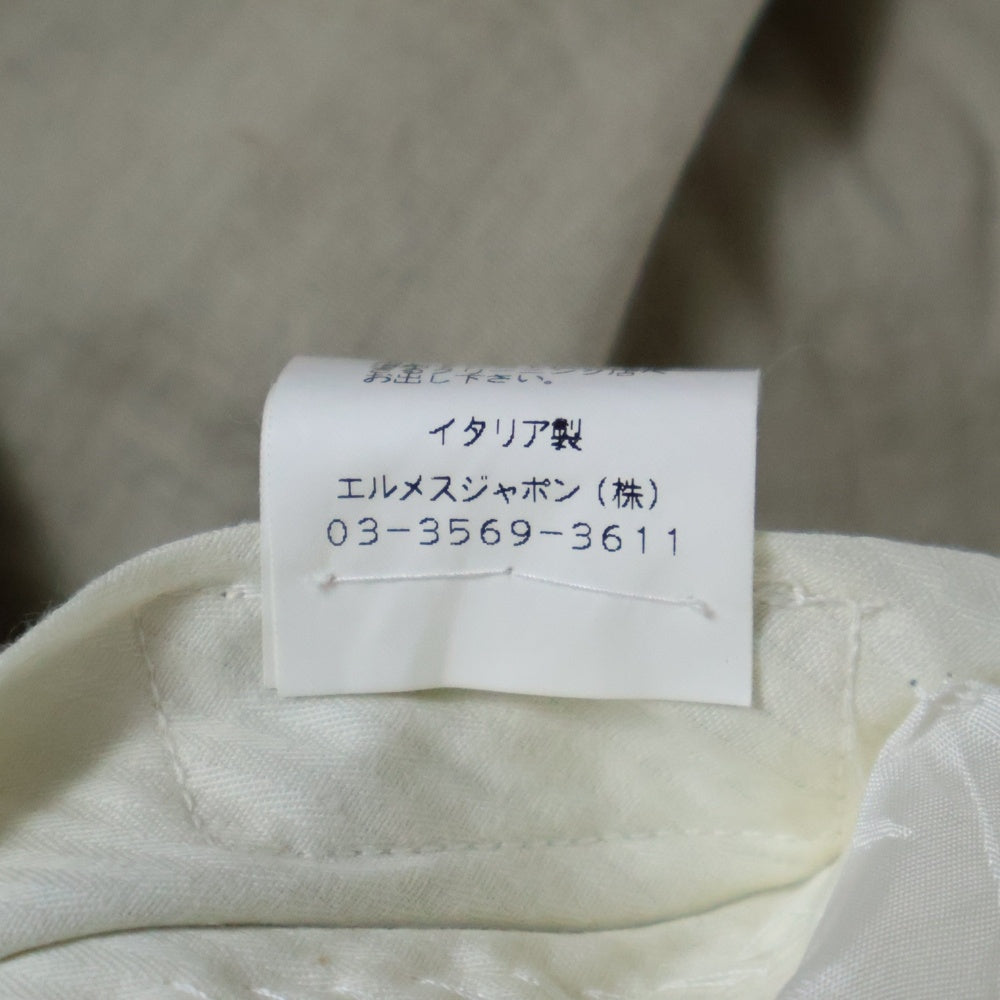 お出し下さい。
イタリア製
エルメスジャポン(株)
03-3569-3611